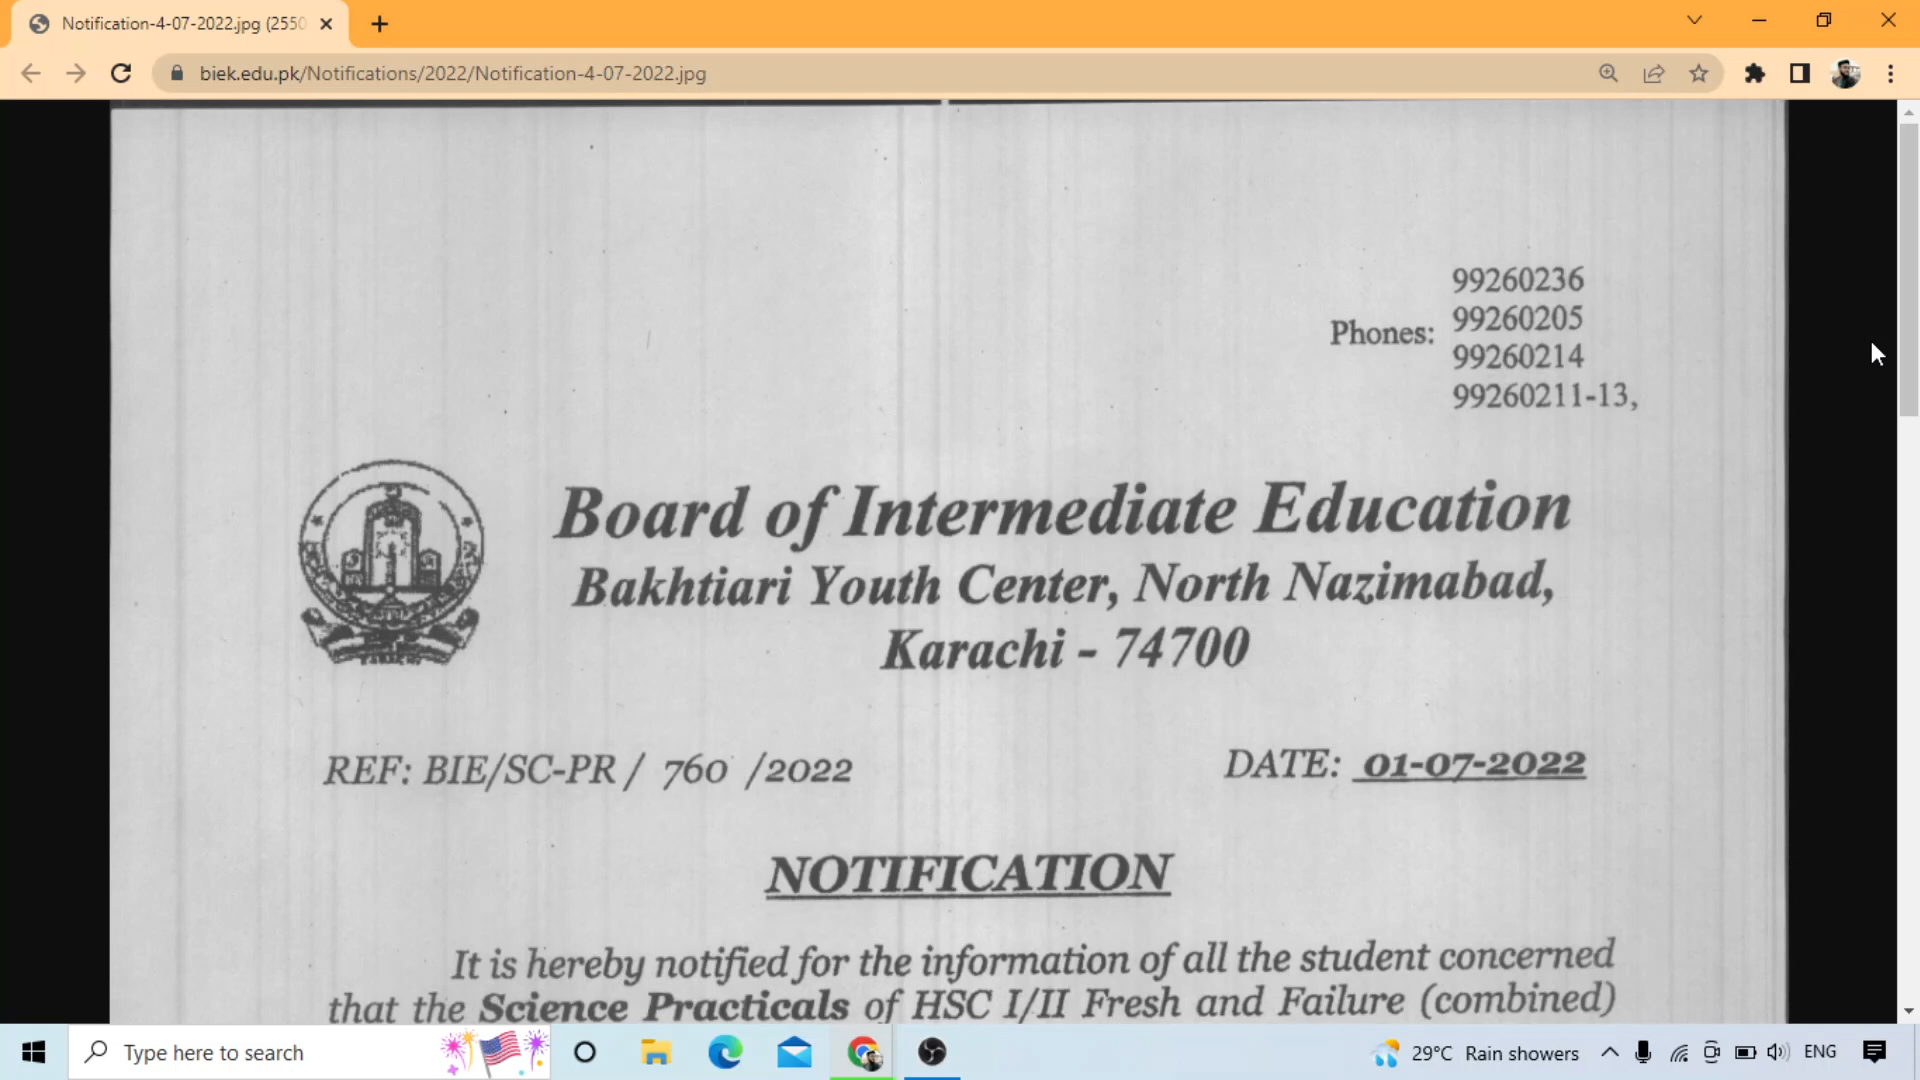 Notification-4-07-2022.jpg (2550
biek.edu.pk/Notifications/2022/Notification-4-07-2022.jpg
99260236
Phones: 99260205
99260214
99260211-13,
Board of Intermediate Education
Bakhtiari Youth Center, North Nazimabad,
Karachi - 74700
KARACHI
REF: BIE/SC-PR / 760 /2022
DATE: 01-07-2022
NOTIFICATION
It is hereby notified for the information of all the student concerned
that the Science Practicals of HSC I/II Fresh and Failure (combined)
Type here to search
29°C Rain showers
ENG